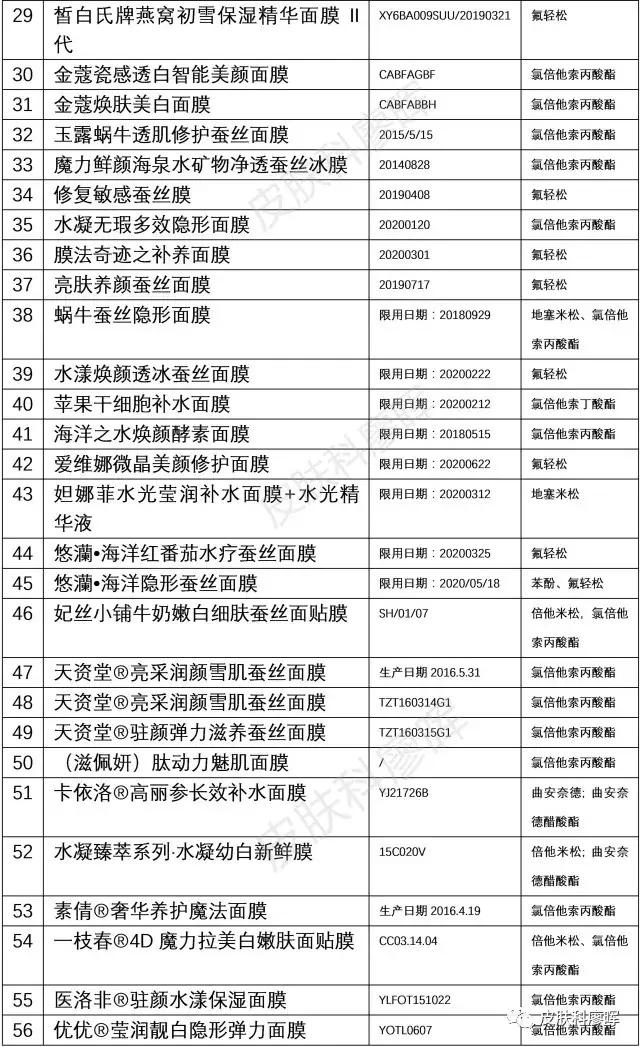 29 皙白氏牌燕窝初雪保湿精华面膜 II XY6BA009SUU/20190321 氟轻松
代
30 金蔻瓷感透白智能美颜面膜 CABFAGBF 氯倍他索丙酸酯
31 金蔻焕肤美白面膜 CABFABBH 氯倍他索丙酸酯
32 玉露蜗牛透肌修护蚕丝面膜 2015/5/15 氯倍他索丙酸酯
33 魔力鲜颜海泉水矿物净透蚕丝冰膜 20140828 氯倍他索丙酸酯
34 修复敏感蚕丝膜 20190408 氟轻松
35 水凝无瑕多效隐形面膜 20200120 氯倍他索丙酸酯
36 膜法奇迹之补养面膜 20200301 氟轻松
37 亮肤养颜蚕丝面膜 20190717 氟轻松
38 蜗牛蚕丝隐形面膜 限用日期：20180929 地塞米松、氯倍他
索丙酸酯
39 水漾焕颜透冰蚕丝面膜 限用日期：20200222 氟轻松
40 苹果干细胞补水面膜 限用日期：20200212 氯倍他索丁酸酯
41 海洋之水焕颜酵素面膜 限用日期：20180515 氯倍他索丙酸酯
42 爱维娜微晶美颜修护面膜 限用日期：20200622 氟轻松
43 妲娜菲水光莹润补水面膜+水光精 限用日期：20200312 地塞米松
华液
44 悠灡•海洋红番茄水疗蚕丝面膜 限用日期：20200325 氟轻松
45 悠灡•海洋隐形蚕丝面膜 限用日期：2020/05/18 苯酚、氟轻松
46 妃丝小铺牛奶嫩白细肤蚕丝面贴膜 SH/01/07 倍他米松，氯倍他
索丙酸酯
47 天资堂®亮采润颜雪肌蚕丝面膜 生产日期 2016.5.31 氯倍他索丙酸酯
48 天资堂®亮采润颜雪肌蚕丝面膜 TZT160314G1 氯倍他索丙酸酯
49 天资堂®驻颜弹力滋养蚕丝面膜 TZT160315G1 氯倍他索丙酸酯
50 （滋佩妍）肽动力魅肌面膜 / 氯倍他索丙酸酯
51 卡依洛®高丽参长效补水面膜 YJ21726B 曲安奈德; 曲安奈
德醋酸酯
52 水凝臻萃系列·水凝幼白新鲜膜 15C020V 倍他米松; 曲安奈
德醋酸酯
53 素倩®奢华养护魔法面膜 生产日期 2016.4.19 氯倍他索丙酸酯
54 一枝春®4D 魔力拉美白嫩肤面贴膜 CC03.14.04 倍他米松、氯倍他
索丙酸酯
55 医洛非®驻颜水漾保湿面膜 YLFOT151022 氯倍他索丙酸酯
56 优优®莹润靓白隐形弹力面膜 YOTL0607 氯倍他索丙酸酯
皮肤科廖晖
皮肤科廖晖
皮肤科廖晖
皮肤科廖晖